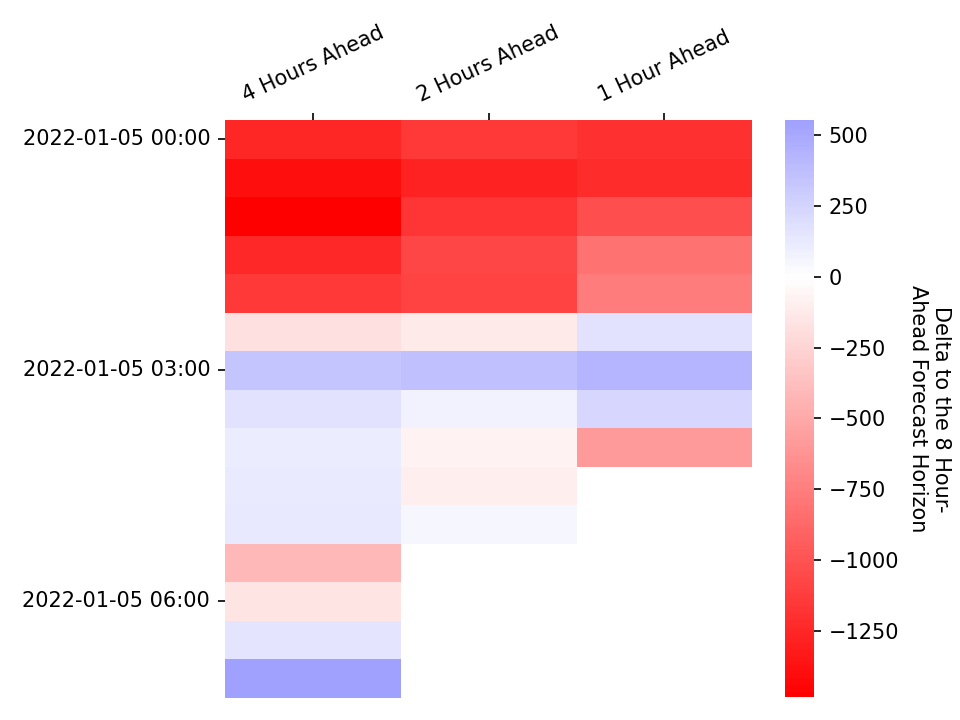 4 Hours Ahead
2 Hours Ahead
1 Hour Ahead
2022-01-05 00:00
2022-01-05 03:00
2022-01-05 06:00
500
250
0
−250
−500
−750
−1000
−1250
Delta to the 8 Hour-
Ahead Forecast Horizon